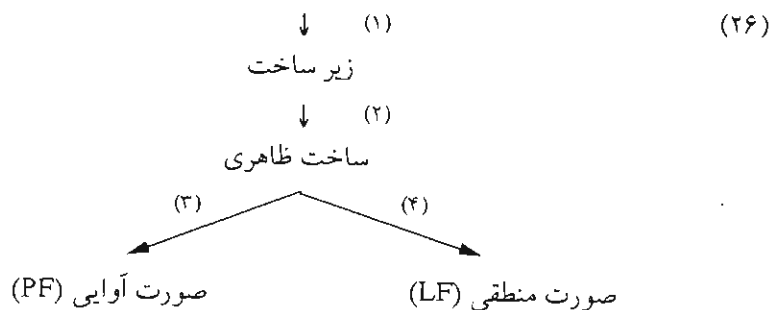 (۲۶) ↓ (۱)
زیر ساخت
↓ (۲)
ساخت ظاهری
(۴) (۳)
صورت منطقی (LF) صورت آوایی (PF)